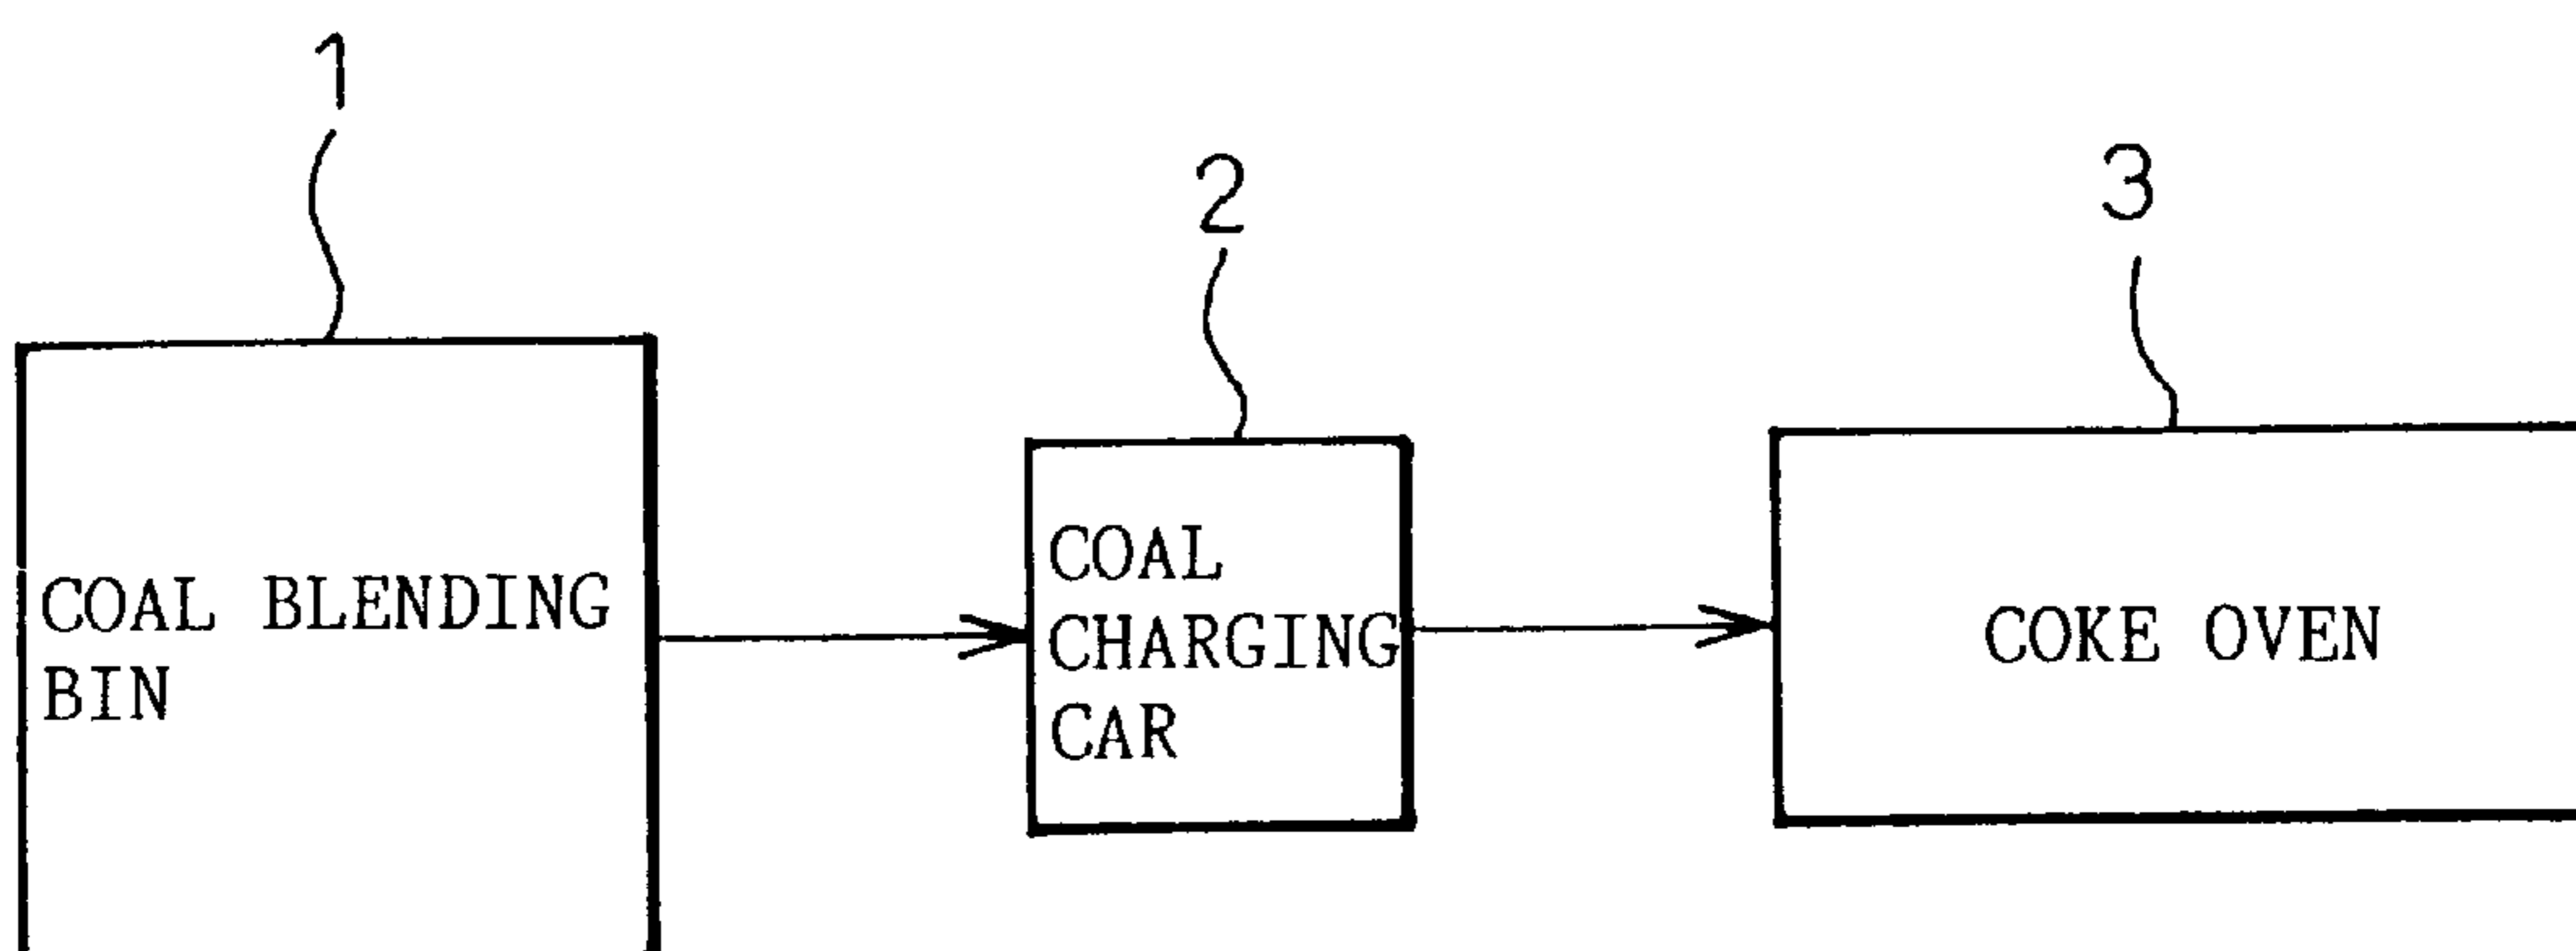 1
2
3
COAL BLENDING
BIN
COAL
CHARGING
CAR
COKE OVEN